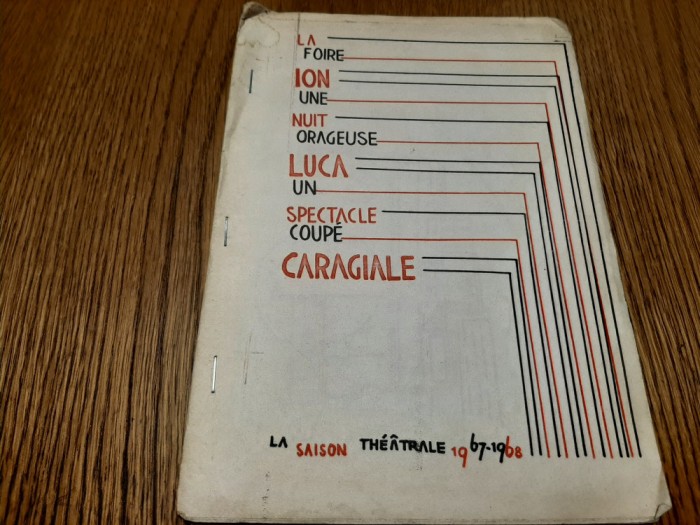 LA
FOIRE
ION
UNE
NUIT
ORAGEUSE
LUCA
UN
SPECTACLE
COUPÉ
CARAGIALE
LA SAISON THÉÂTRALE 1967-1968